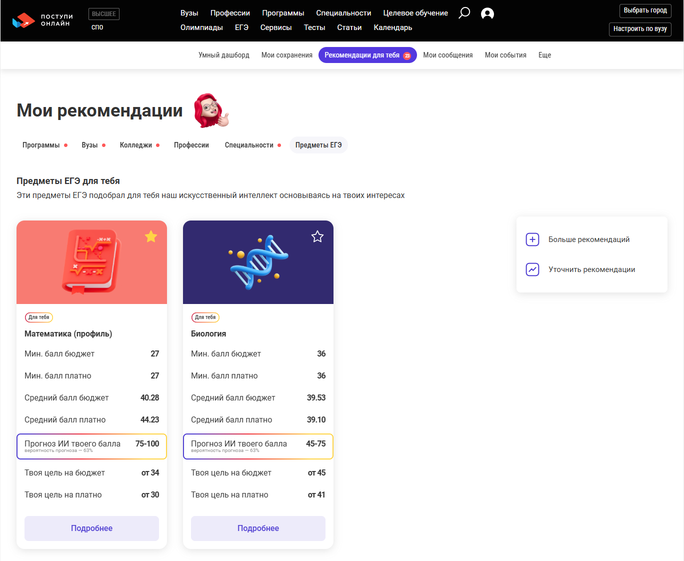 ПОСТУПИ
ОНЛАЙН
ВЫСШЕЕ
СПО
Вузы Профессии Программы Специальности Целевое обучение
Олимпиады ЕГЭ Сервисы Тесты Статьи Календарь
Выбрать город
Настроить по вузу
Умный дашборд Мои сохранения Рекомендации для тебя Мои сообщения Мои события Еще
Мои рекомендации
Программы Вузы Колледжи Профессии Специальности Предметы ЕГЭ
Предметы ЕГЭ для тебя
Эти предметы ЕГЭ подобрал для тебя наш искусственный интеллект основываясь на твоих интересах
Для тебя
Математика (профиль)
Мин. балл бюджет 27
Мин. балл платно 27
Средний балл бюджет 40.28
Средний балл платно 44.23
Прогноз ИИ твоего балла 75-100
вероятность прогноза — 63%
Твоя цель на бюджет от 34
Твоя цель на платно от 30
Подробнее
Для тебя
Биология
Мин. балл бюджет 36
Мин. балл платно 36
Средний балл бюджет 39.53
Средний балл платно 39.10
Прогноз ИИ твоего балла 45-75
вероятность прогноза — 63%
Твоя цель на бюджет от 45
Твоя цель на платно от 41
Подробнее
Больше рекомендаций
Уточнить рекомендации